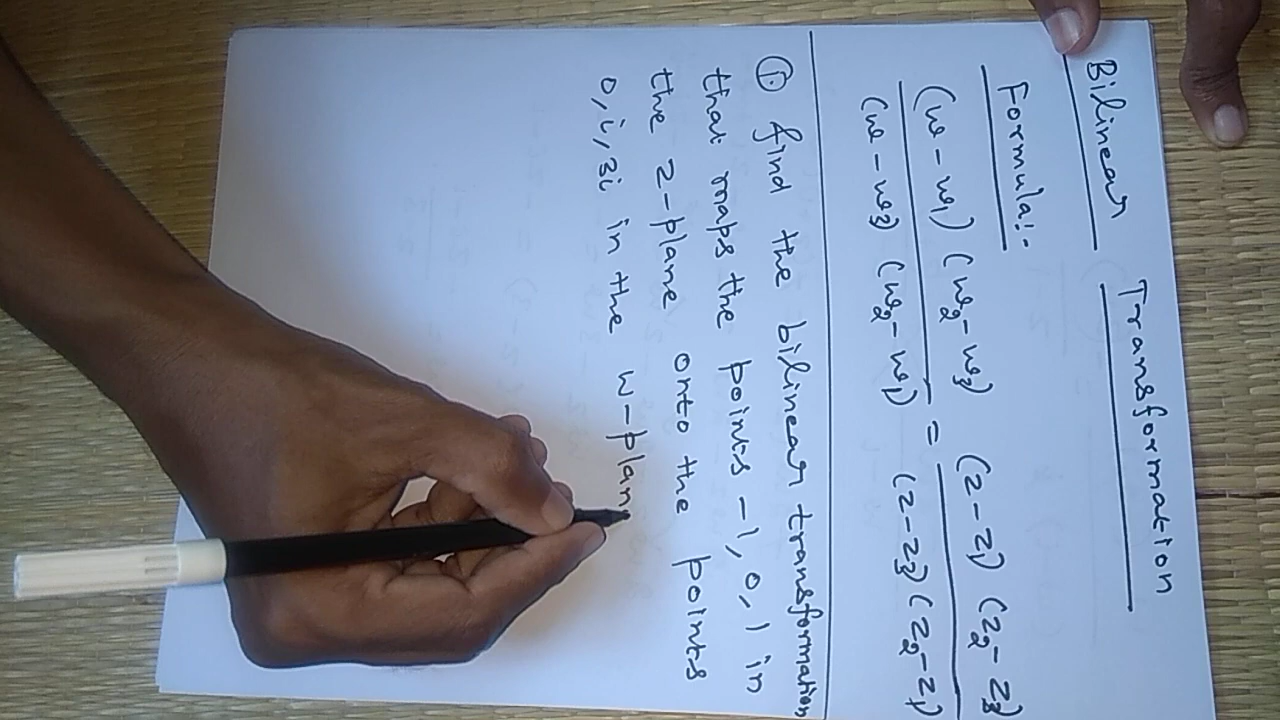 Bilinear Transformation
Formula:-
(w-w1) (w2-w3) / (w-w3) (w2-w1) = (z-z1) (z2-z3) / (z-z3) (z2-z1)
① find the bilinear transformation
that maps the points -1, 0, 1 in
the z-plane onto the points
0, i, 3i in the w-plan